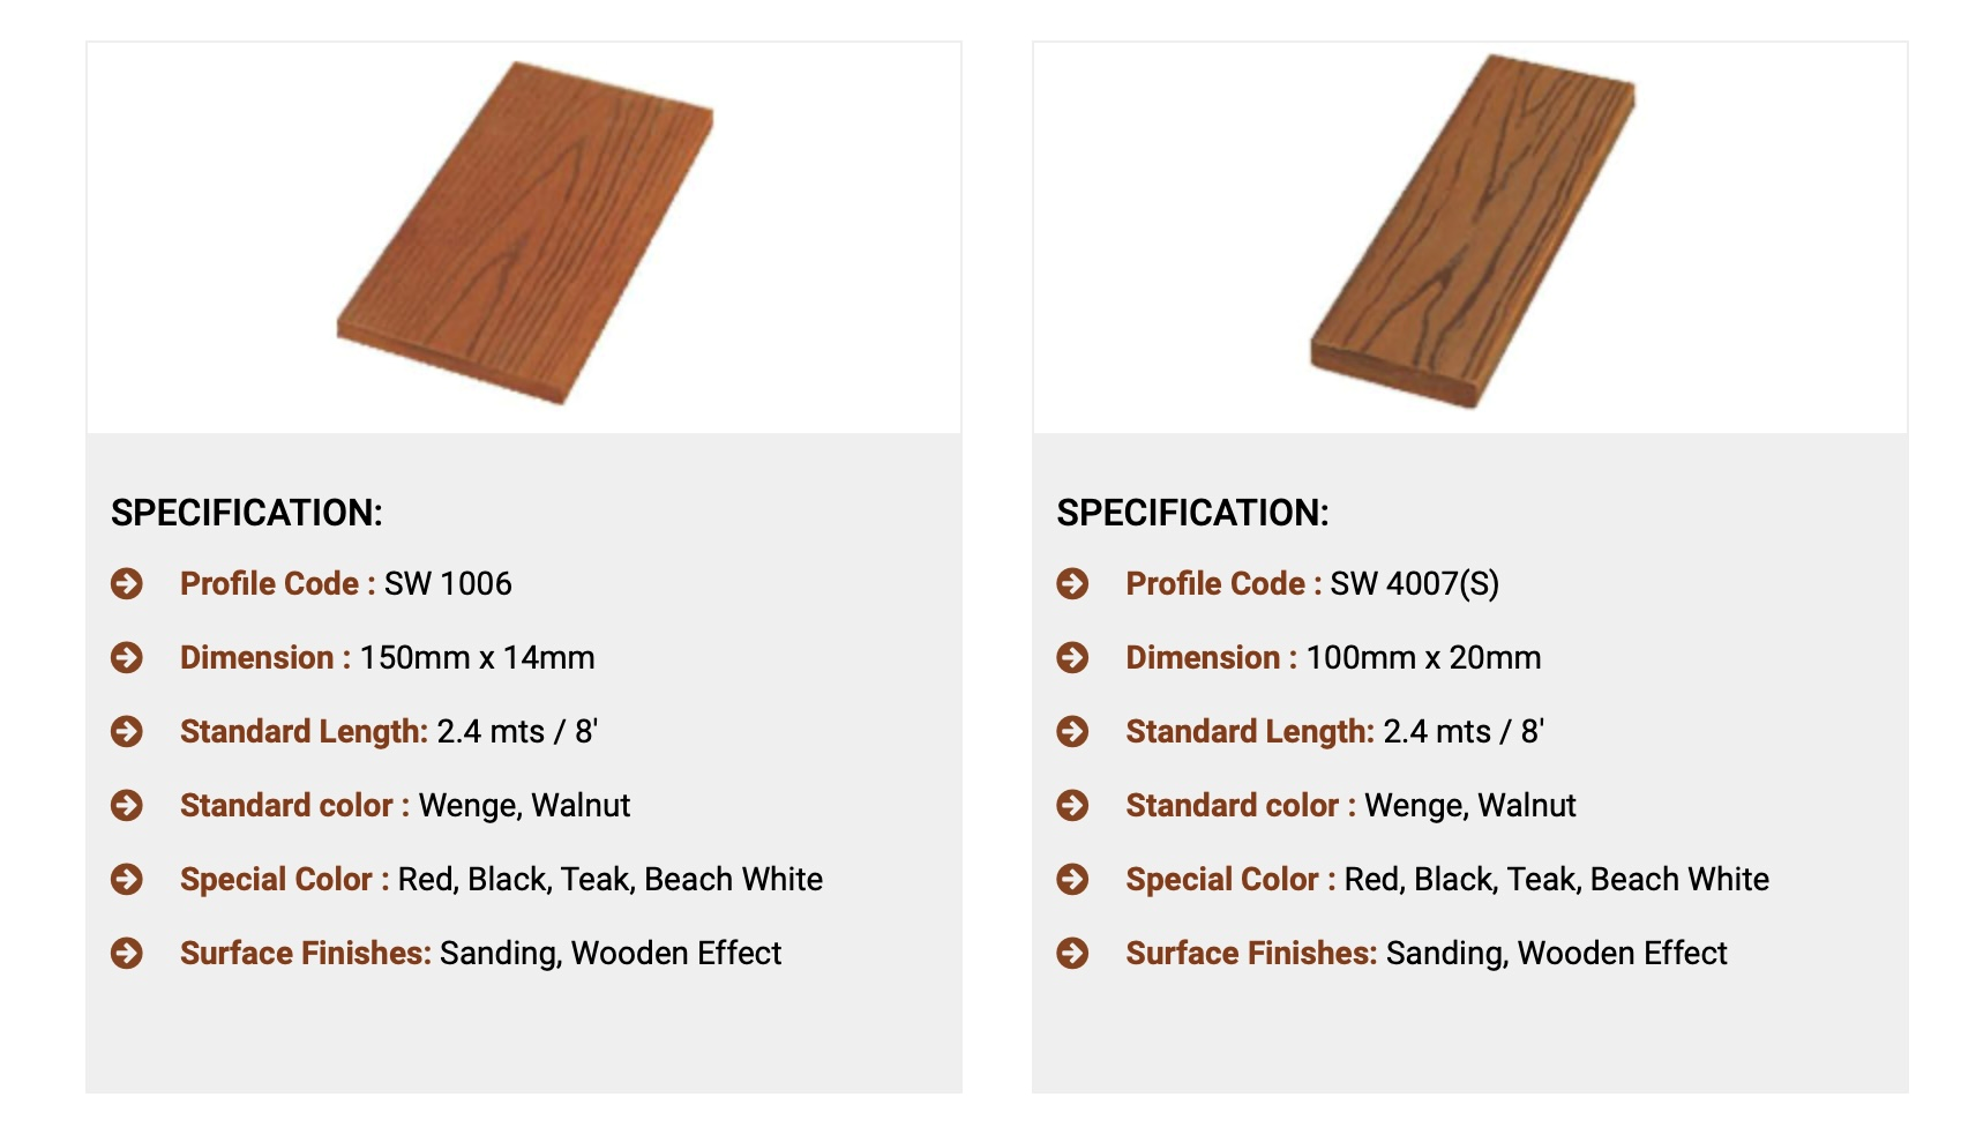 SPECIFICATION:
Profile Code : SW 1006
Dimension : 150mm x 14mm
Standard Length: 2.4 mts / 8'
Standard color : Wenge, Walnut
Special Color : Red, Black, Teak, Beach White
Surface Finishes: Sanding, Wooden Effect
SPECIFICATION:
Profile Code : SW 4007(S)
Dimension : 100mm x 20mm
Standard Length: 2.4 mts / 8'
Standard color : Wenge, Walnut
Special Color : Red, Black, Teak, Beach White
Surface Finishes: Sanding, Wooden Effect